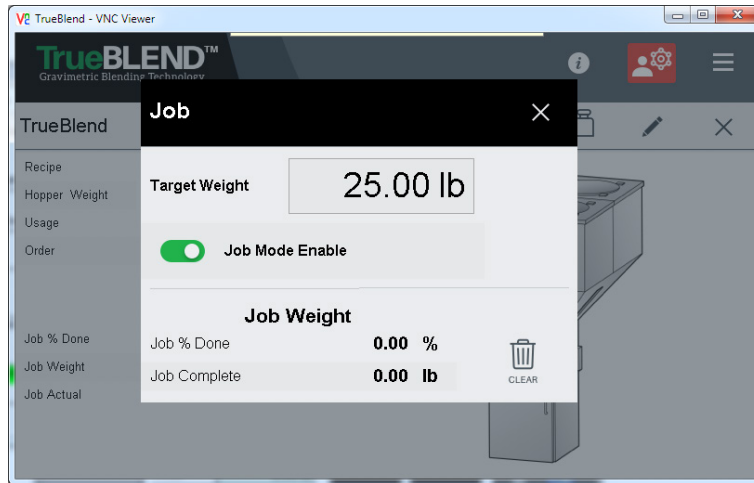 TrueBlend - VNC Viewer
TrueBLEND™
Gravimetric Blending Technology
TrueBlend
Job
Recipe
Hopper Weight
Usage
Order
Target Weight
25.00 lb
Job Mode Enable
Job Weight
Job % Done
Job Weight
Job Actual
Job % Done 0.00 %
Job Complete 0.00 lb
CLEAR